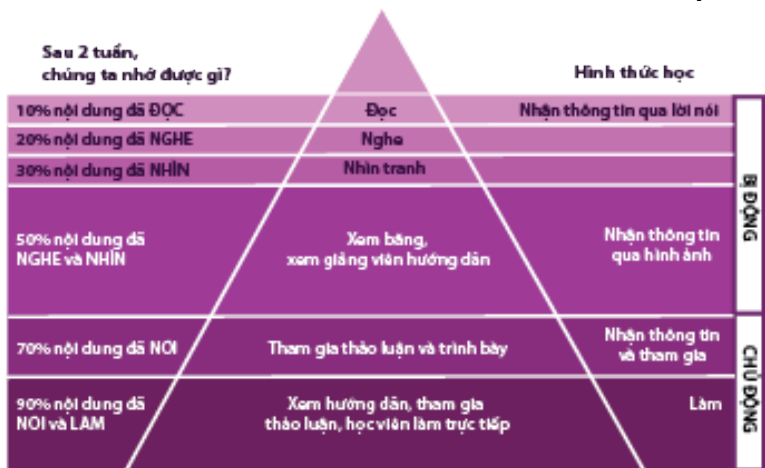 Sau 2 tuần,
chúng ta nhớ được gì?
Hình thức học
10% nội dung đã ĐỌC
Đọc
Nhận thông tin qua lời nói
20% nội dung đã NGHE
Nghe
30% nội dung đã NHÌN
Nhìn tranh
50% nội dung đã
NGHE và NHÌN
Xem băng,
xem giảng viên hướng dẫn
Nhận thông tin
qua hình ảnh
BỊ ĐỘNG
70% nội dung đã NOI
Tham gia thảo luận và trình bày
Nhận thông tin
và tham gia
90% nội dung đã
NOI và LAM
Xem hướng dẫn, tham gia
thảo luận, học viên làm trực tiếp
Làm
CHỦ ĐỘNG